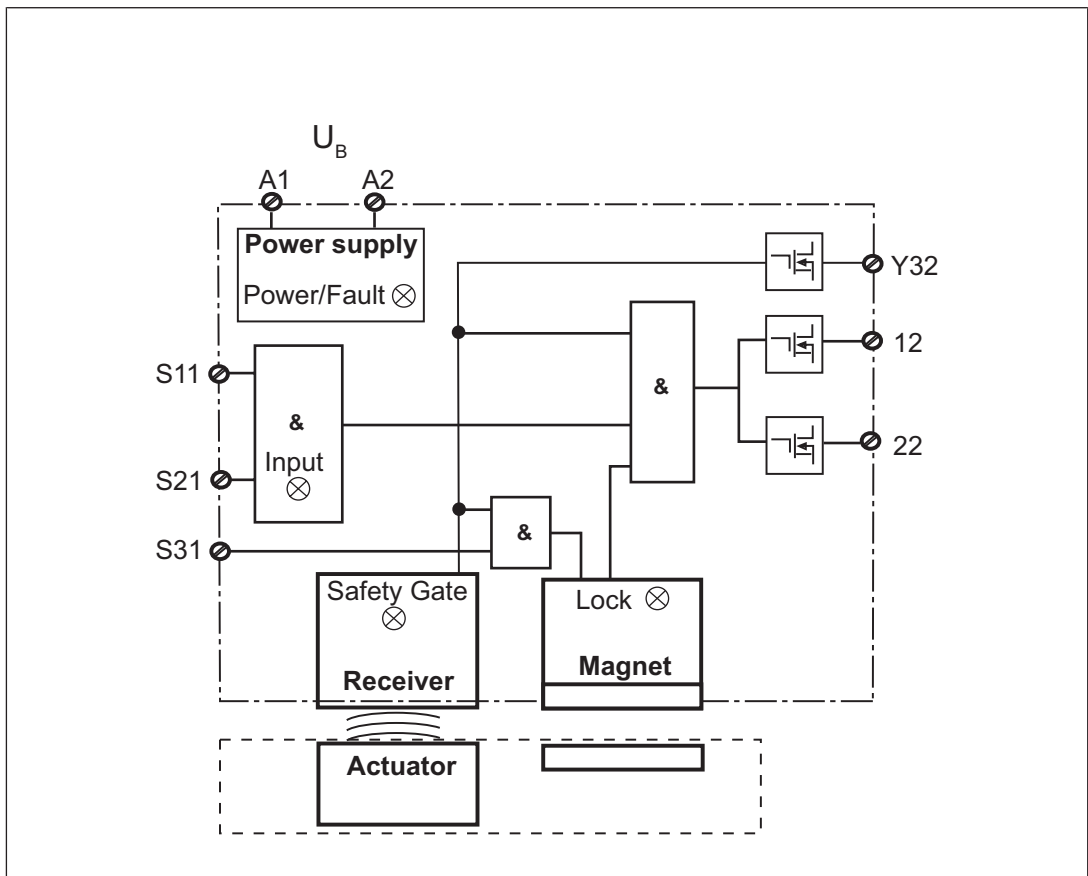 U_B
A1 A2
Power supply
Power/Fault
Y32
12
S11
&
&
22
Input
S21
&
S31
Safety Gate
Lock
Magnet
Receiver
Actuator